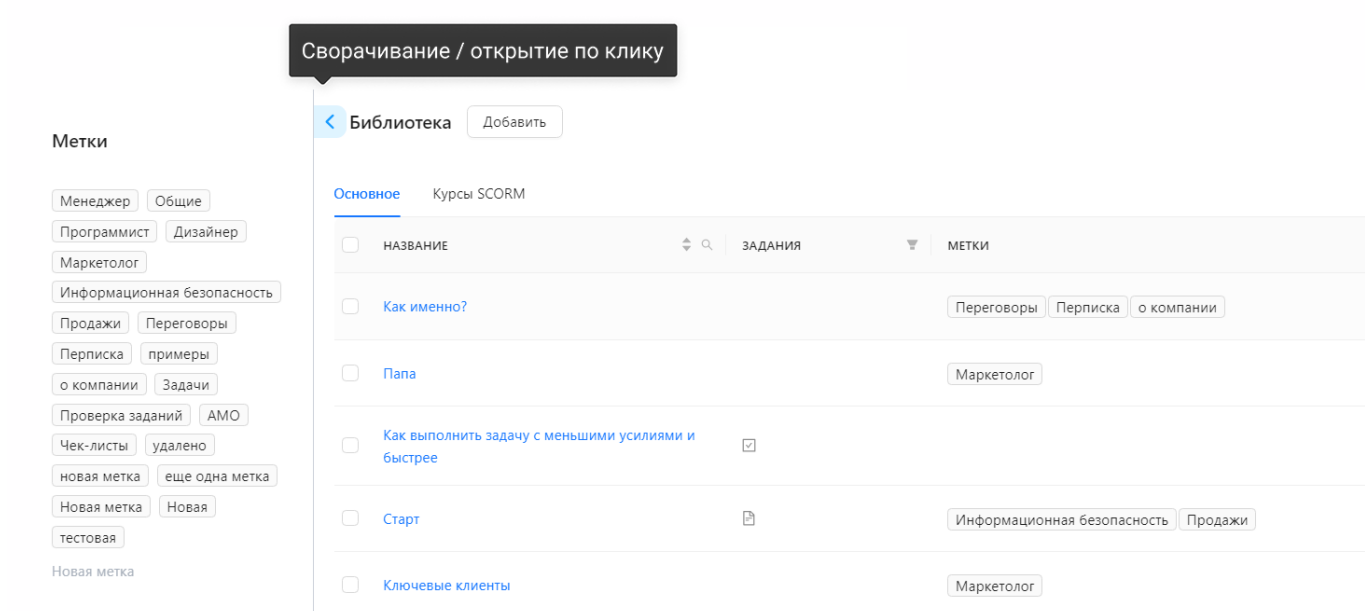 Сворачивание / открытие по клику
Метки
Менеджер Общие
Программист Дизайнер
Маркетолог
Информационная безопасность
Продажи Переговоры
Перписка примеры
о компании Задачи
Проверка заданий АМО
Чек-листы удалено
новая метка еще одна метка
Новая метка Новая
тестовая
Новая метка
Библиотека Добавить
Основное Курсы SCORM
НАЗВАНИЕ ЗАДАНИЯ МЕТКИ
Как именно? Переговоры Перписка о компании
Папа Маркетолог
Как выполнить задачу с меньшими усилиями и
быстрее
Старт Информационная безопасность Продажи
Ключевые клиенты Маркетолог